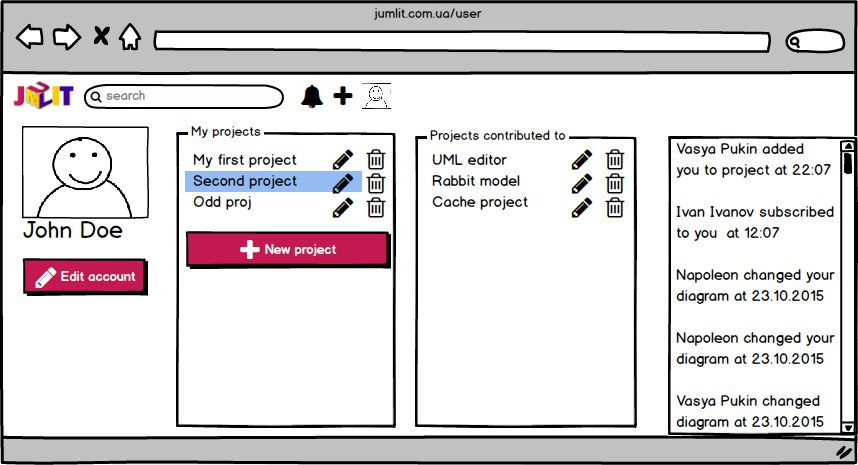 jumlit.com.ua/user
JUMLIT
search
John Doe
Edit account
My projects
My first project
Second project
Odd proj
New project
Projects contributed to
UML editor
Rabbit model
Cache project
Vasya Pukin added
you to project at 22:07
Ivan Ivanov subscribed
to you at 12:07
Napoleon changed your
diagram at 23.10.2015
Napoleon changed your
diagram at 23.10.2015
Vasya Pukin changed
diagram at 23.10.2015